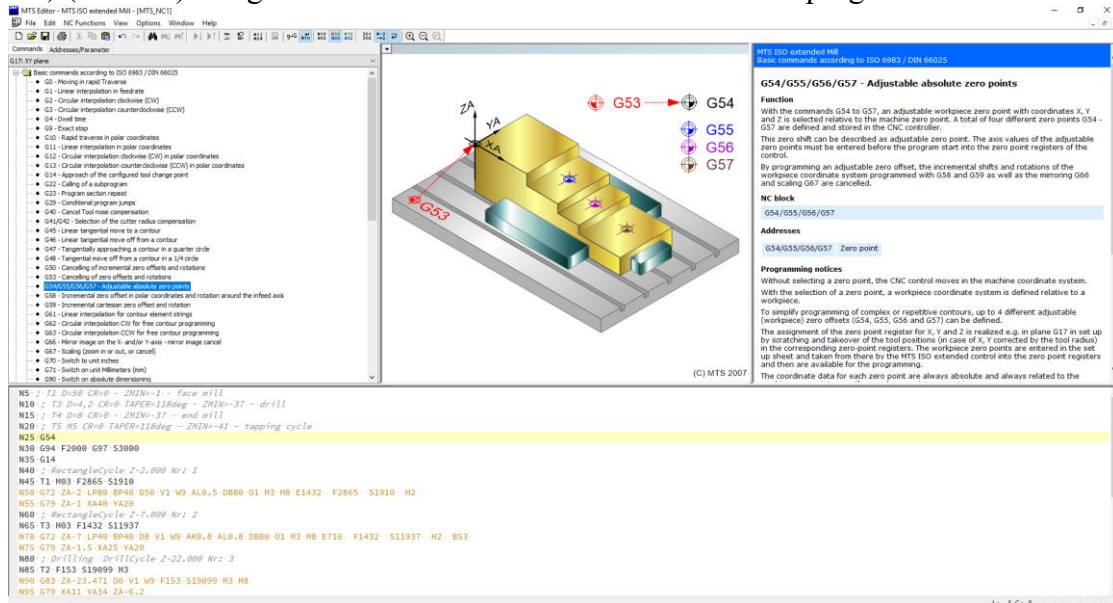 MTS Editor - MTS ISO extended Mill - [MTS_NC1]
File Edit NC Functions View Options Window Help
Commands Addresses/Parameter
G17: XY plane
Basic commands according to ISO 6983 / DIN 66025
G0 - Moving in rapid Traverse
G1 - Linear interpolation in feedrate
G2 - Circular interpolation clockwise (CW)
G3 - Circular interpolation counterclockwise (CCW)
G4 - Dwell time
G9 - Exact stop
G10 - Rapid traverse in polar coordinates
G11 - Linear interpolation in polar coordinates
G12 - Circular interpolation clockwise (CW) in polar coordinates
G13 - Circular interpolation counterclockwise (CCW) in polar coordinates
G14 - Approach of the configured tool change point
G22 - Calling of a subprogram
G23 - Program section repeat
G29 - Conditional program jumps
G40 - Cancel Tool nose compensation
G41/G42 - Selection of the cutter radius compensation
G45 - Linear tangential move to a contour
G46 - Linear tangential move off from a contour
G47 - Tangentially approaching a contour in a quarter circle
G48 - Tangential move off from a contour in a 1/4 circle
G50 - Cancelling of incremental zero offsets and rotations
G53 - Cancelling of zero offsets and rotations
G54/G55/G56/G57 - Adjustable absolute zero points
G58 - Incremental zero offset in polar coordinates and rotation around the infeed axis
G59 - Incremental cartesian zero offset and rotation
G61 - Linear interpolation for contour element strings
G62 - Circular interpolation CW for free contour programming
G63 - Circular interpolation CCW for free contour programming
G66 - Mirror image on the X- and/or Y-axis - mirror image cancel
G67 - Scaling (zoom in or out, or cancel)
G70 - Switch to unit inches
G71 - Switch on unit Millimeters (mm)
G90 - Switch on absolute dimensioning
ZA
YA
XA
G53
G53
G54
G55
G56
G57
(C) MTS 2007
MTS ISO extended Mill
Basic commands according to ISO 6983 / DIN 66025
G54/G55/G56/G57 - Adjustable absolute zero points
Function
With the commands G54 to G57, an adjustable workpiece zero point with coordinates X, Y
and Z is selected relative to the machine zero point. A total of four different zero points G54 -
G57 are defined and stored in the CNC controller.
This zero shift can be described as adjustable zero point. The axis values of the adjustable
zero points must be entered before the program start into the zero point registers of the
control.
By programming an adjustable zero offset, the incremental shifts and rotations of the
workpiece coordinate system programmed with G58 and G59 as well as the mirroring G66
and scaling G67 are cancelled.
NC block
G54/G55/G56/G57
Addresses
G54/G55/G56/G57 Zero point
Programming notices
Without selecting a zero point, the CNC control moves in the machine coordinate system.
With the selection of a zero point, a workpiece coordinate system is defined relative to a
workpiece.
To simplify programming of complex or repetitive contours, up to 4 different adjustable
(workpiece) zero offsets (G54, G55, G56 and G57) can be defined.
The assignment of the zero point register for X, Y and Z is realized e.g. in plane G17 in set up
by scratching and takeover of the tool positions (in case of X, Y corrected by the tool radius)
in the corresponding zero-point registers. The workpiece zero points are entered in the set
up sheet and taken from there by the MTS ISO extended control into the zero point registers
and then are available for the programming.
The coordinate data for each zero point are always absolute and always related to the
N5 ; T1 D=50 CR=0 - ZMIN=-1 - face mill
N10 ; T3 D=4,2 CR=0 TAPER=118deg - ZMIN=-37 - drill
N15 ; T4 D=8 CR=0 - ZMIN=-37 - end mill
N20 ; T5 M5 CR=0 TAPER=118deg - ZMIN=-41 - tapping cycle
N25 G54
N30 G94 F2000 G97 S3000
N35 G14
N40 ; RectangleCycle Z-2.000 Nr: 1
N45 T1 M03 F2865 S1910
N50 G72 ZA-2 LP80 BP40 D50 V1 W9 AL0.5 DB80 O1 M3 M8 E1432 F2865 S1910 H2
N55 G79 ZA-1 XA40 YA20
N60 ; RectangleCycle Z-7.000 Nr: 2
N65 T3 M03 F1432 S11937
N70 G72 ZA-7 LP40 BP40 D8 V1 W9 AK0.8 AL0.8 DB80 O1 M3 M8 E716 F1432 S11937 H2 BS3
N75 G79 ZA-1.5 XA25 YA20
N80 ; Drilling DrillCycle Z-22.000 Nr: 3
N85 T2 F153 S19099 M3
N90 G83 ZA-23.471 D0 V1 W9 F153 S19099 M3 M8
N95 G79 XA11 YA34 ZA-6.2